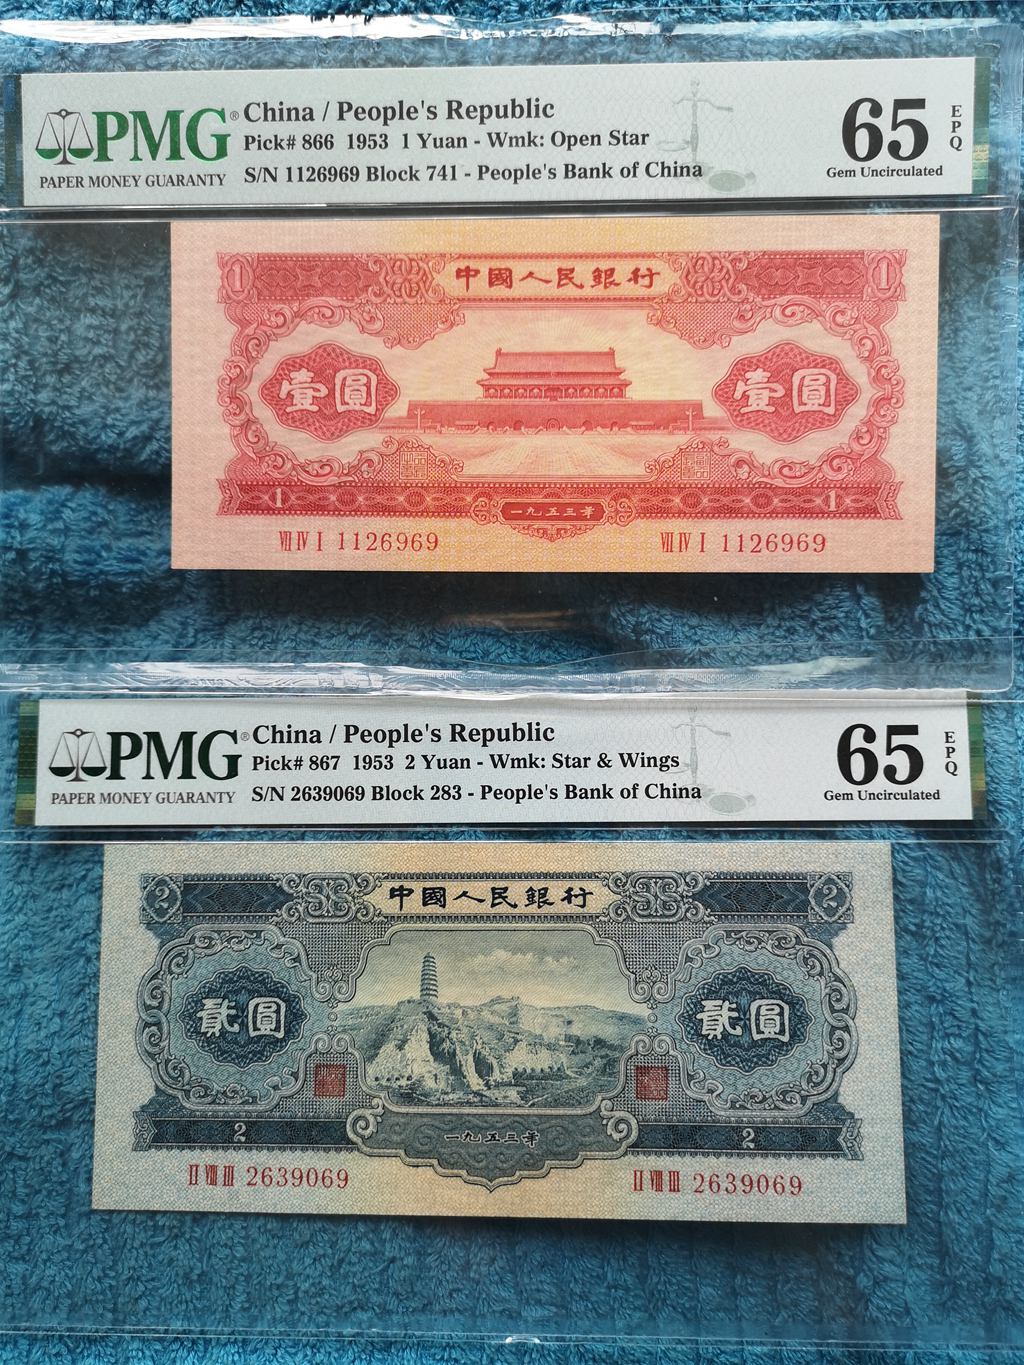 PMG® China / People's Republic
Pick# 866 1953 1 Yuan - Wmk: Open Star
PAPER MONEY GUARANTY S/N 1126969 Block 741 - People's Bank of China
65 EPQ
Gem Uncirculated
1 中國人民銀行 1
壹圓 壹圓
1 一九五三年 1
VII IV I 1126969 VII IV I 1126969
PMG® China / People's Republic
Pick# 867 1953 2 Yuan - Wmk: Star & Wings
PAPER MONEY GUARANTY S/N 2639069 Block 283 - People's Bank of China
65 EPQ
Gem Uncirculated
2 中國人民銀行 2
貳圓 貳圓
2 一九五三年 2
II VIII III 2639069 II VIII III 2639069